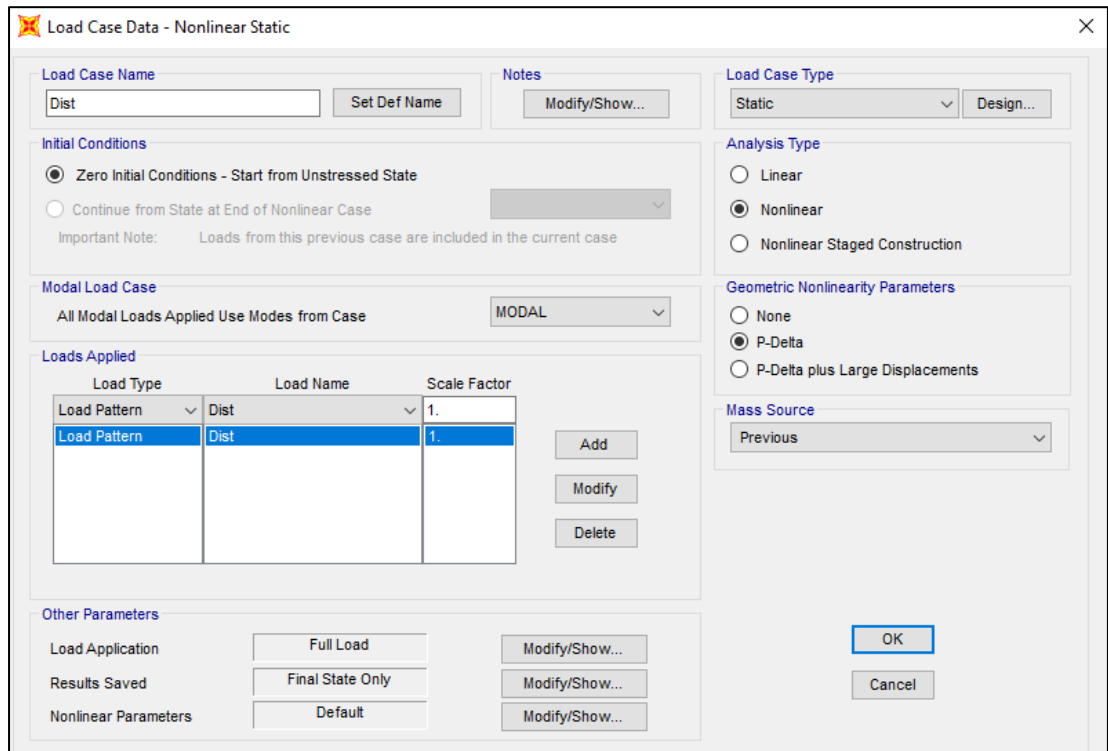 Load Case Data - Nonlinear Static
Load Case Name
Dist
Set Def Name
Notes
Modify/Show...
Load Case Type
Static
Design...
Initial Conditions
Zero Initial Conditions - Start from Unstressed State
Continue from State at End of Nonlinear Case
Important Note: Loads from this previous case are included in the current case
Analysis Type
Linear
Nonlinear
Nonlinear Staged Construction
Modal Load Case
All Modal Loads Applied Use Modes from Case
MODAL
Geometric Nonlinearity Parameters
None
P-Delta
P-Delta plus Large Displacements
Loads Applied
Load Type Load Name Scale Factor
Load Pattern Dist 1.
Load Pattern Dist 1.
Add
Modify
Delete
Mass Source
Previous
Other Parameters
Load Application Full Load Modify/Show...
Results Saved Final State Only Modify/Show...
Nonlinear Parameters Default Modify/Show...
OK
Cancel